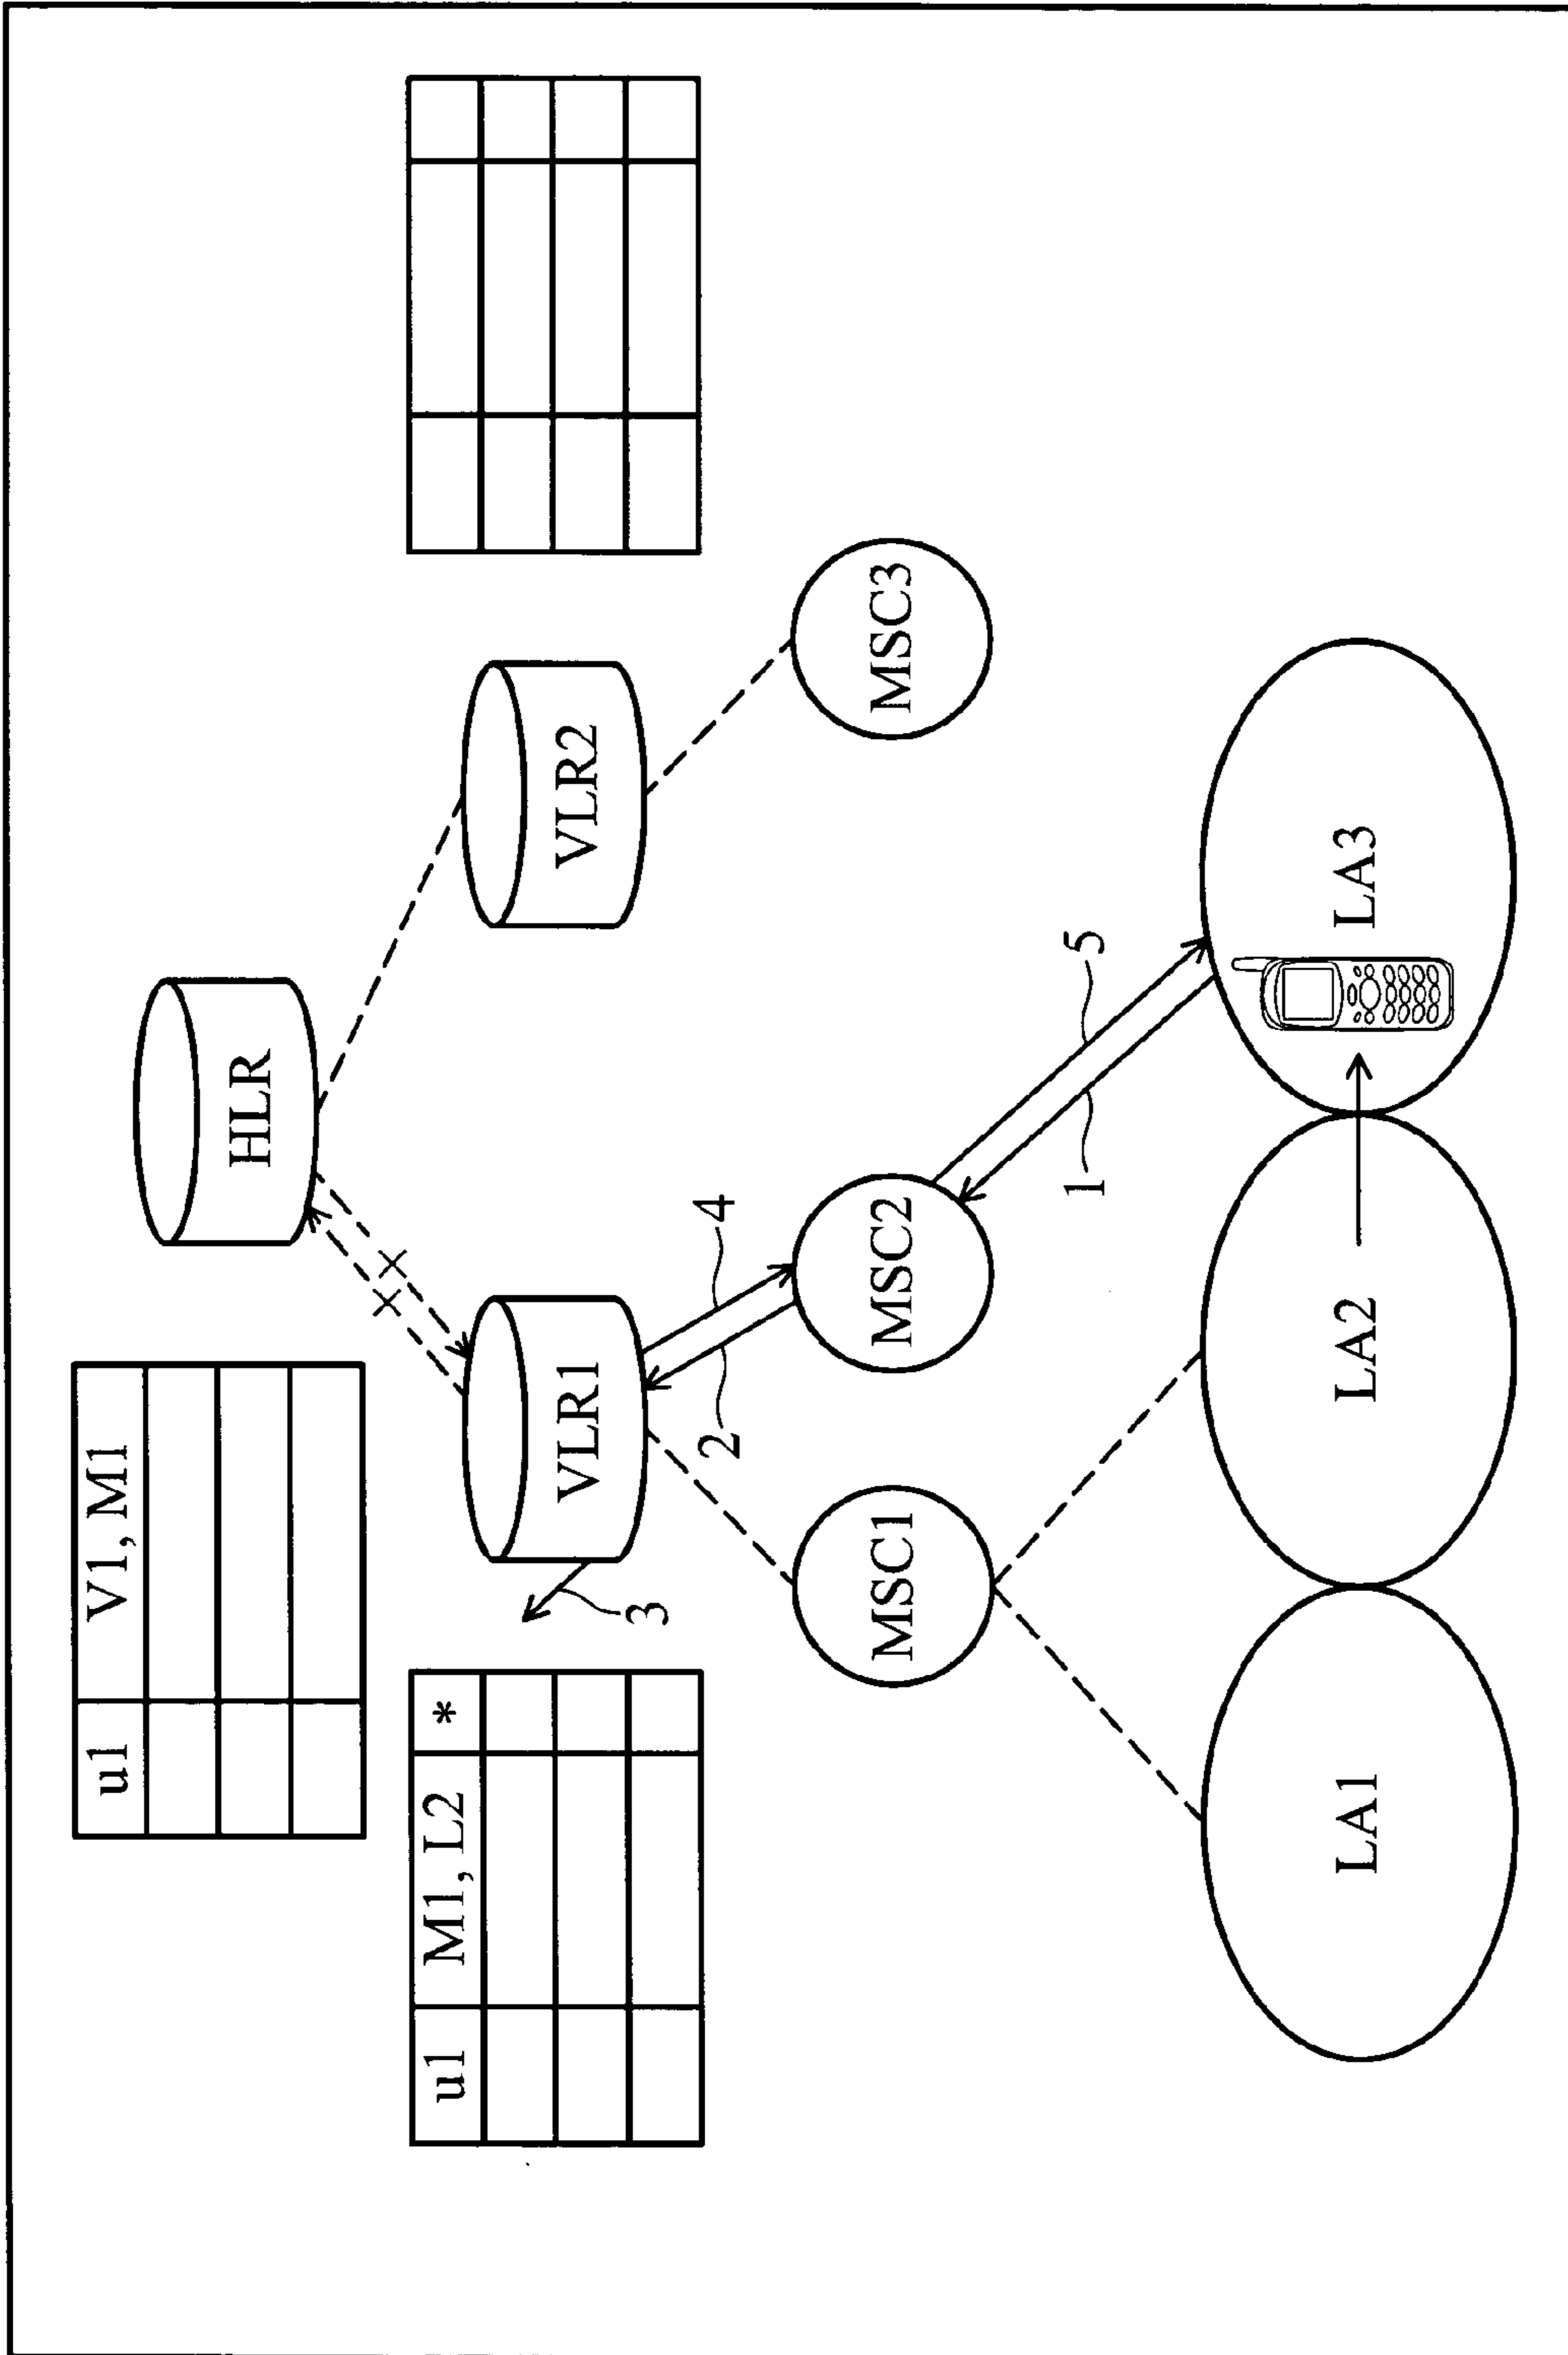 u1 V1, M1
HLR
u1 M1, L2 *
VLR1
VLR2
3
2
4
MSC1
MSC2
MSC3
1
5
LA1
LA2
LA3